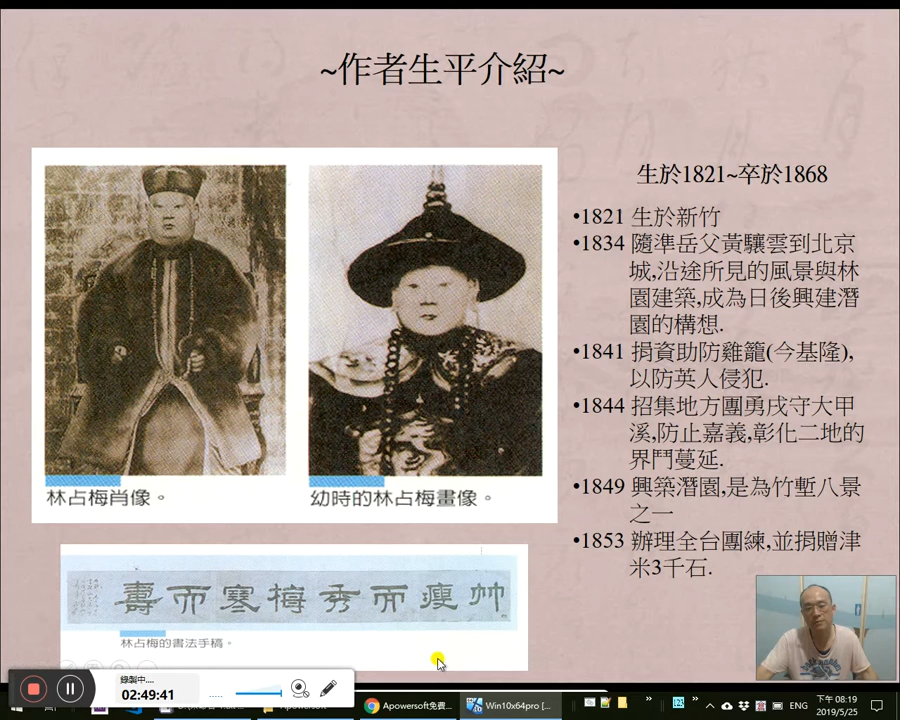 ~作者生平介紹~
生於1821~卒於1868
•1821 生於新竹
•1834 隨準岳父黃驤雲到北京
城,沿途所見的風景與林
園建築,成為日後興建潛
園的構想.
•1841 捐資助防雞籠(今基隆),
以防英人侵犯.
•1844 招集地方團勇戍守大甲
溪,防止嘉義,彰化二地的
界鬥蔓延.
•1849 興築潛園,是為竹塹八景
之一
•1853 辦理全台團練,並捐贈津
米3千石.
林占梅肖像。
幼時的林占梅畫像。
壽而寒梅秀而瘦竹
林占梅的書法手稿。
錄製中....
02:49:41
Apowersoft免費...
Win10x64pro [...
ENG
下午 08:19
2019/5/25